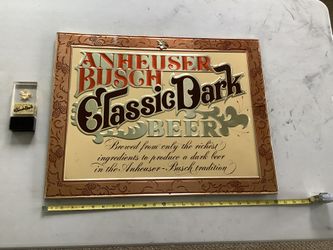 ANHEUSER
BUSCH
Classic Dark
BEER
Brewed from only the richest
ingredients to produce a dark beer
in the Anheuser-Busch tradition